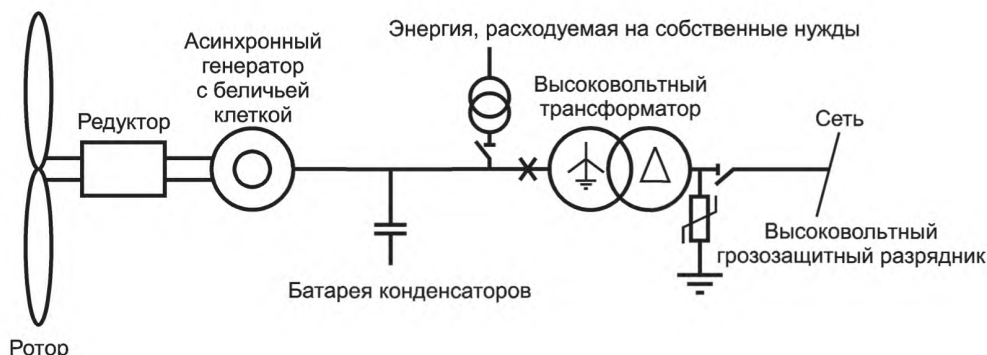 Энергия, расходуемая на собственные нужды
Асинхронный
генератор
с беличьей
клеткой
Высоковольтный
трансформатор
Редуктор
Сеть
Высоковольтный
грозозащитный разрядник
Батарея конденсаторов
Ротор